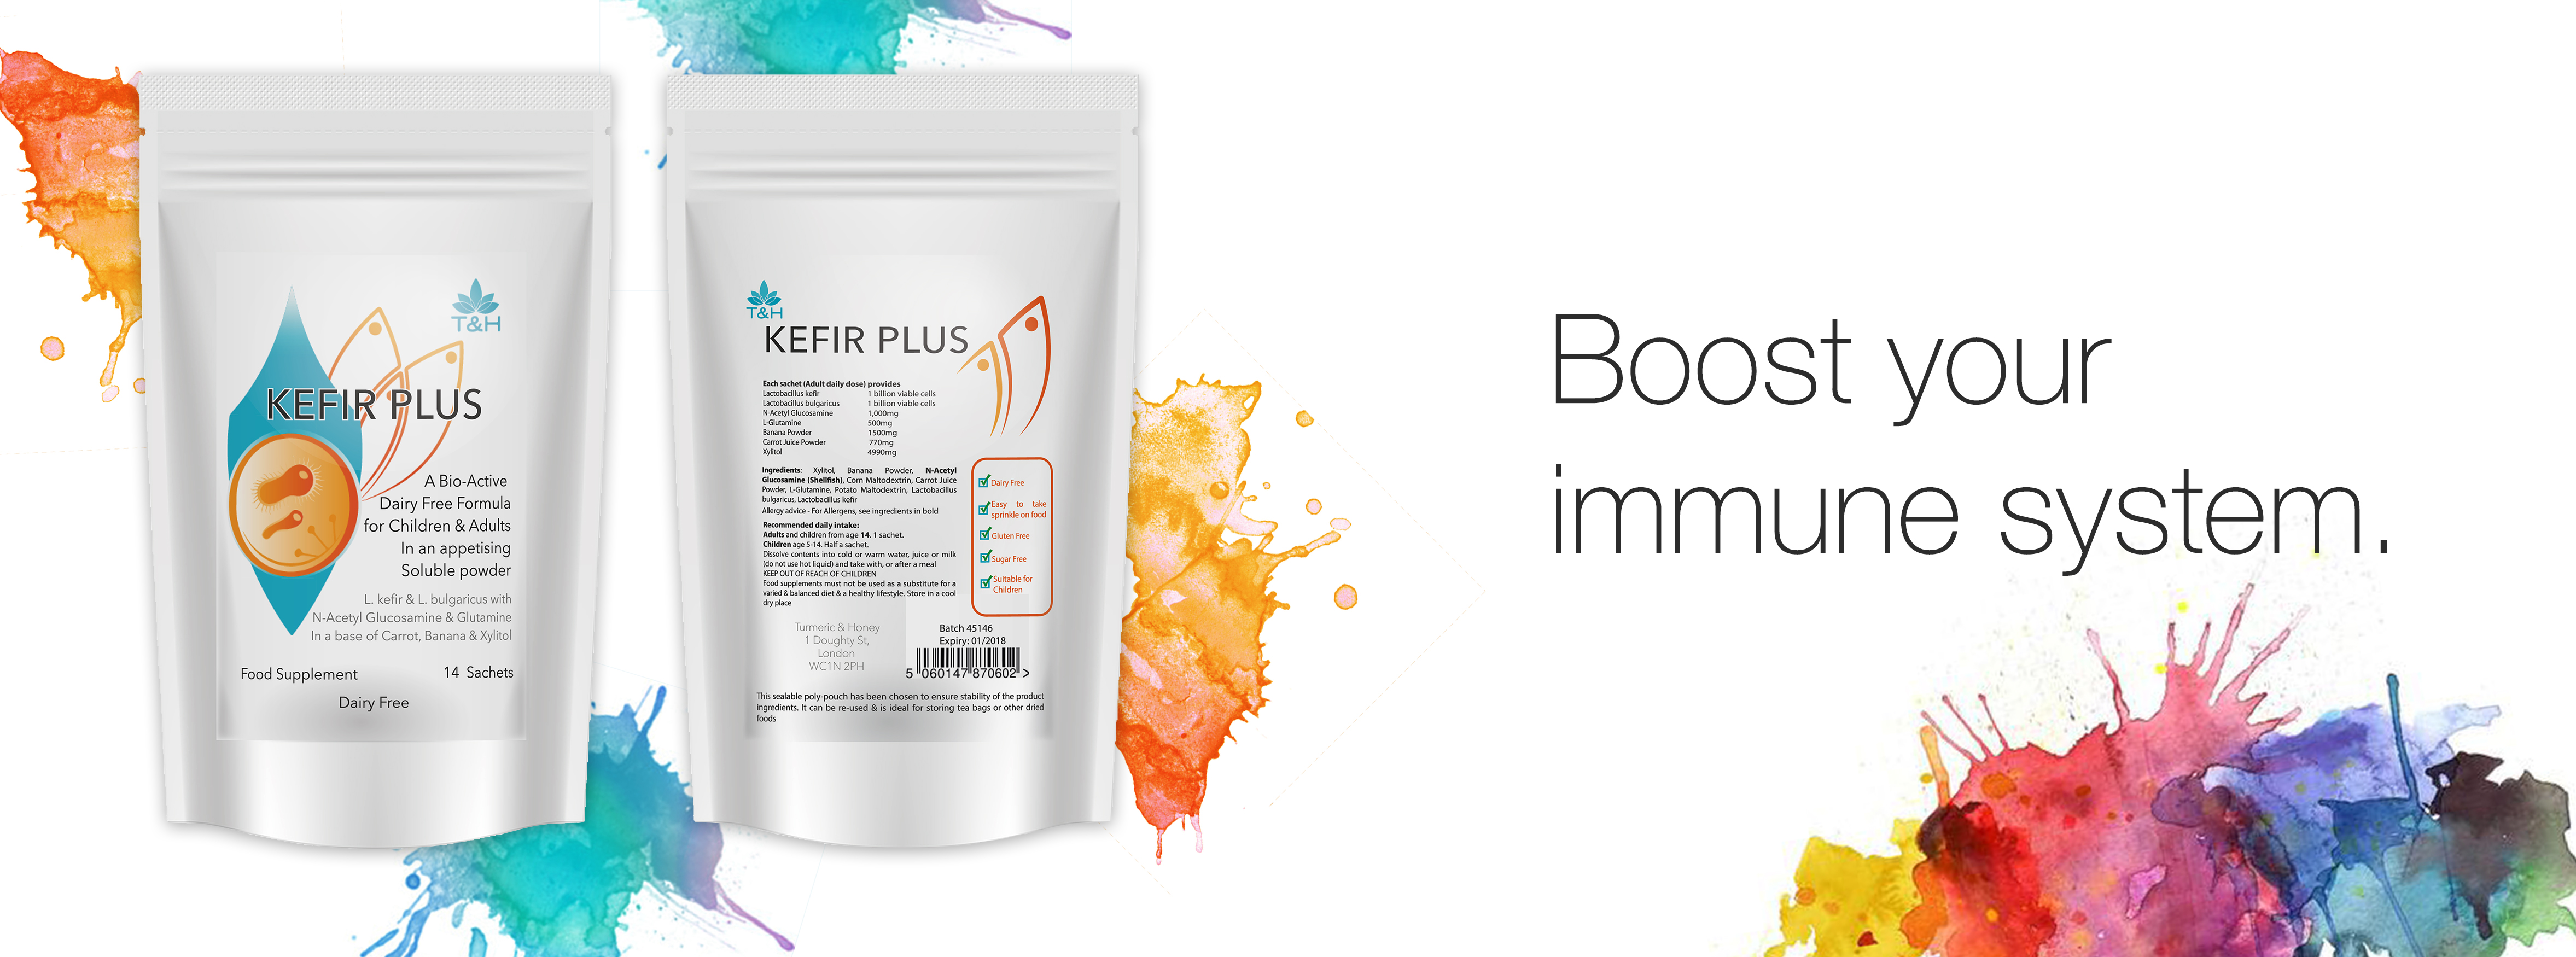 T&H
KEFIR PLUS
A Bio-Active
Dairy Free Formula
for Children & Adults
In an appetising
Soluble powder
L. kefir & L. bulgaricus with
N-Acetyl Glucosamine & Glutamine
In a base of Carrot, Banana & Xylitol
Food Supplement
14 Sachets
Dairy Free
T&H
KEFIR PLUS
Each sachet (Adult daily dose) provides
Lactobacillus kefir 1 billion viable cells
Lactobacillus bulgaricus 1 billion viable cells
N-Acetyl Glucosamine 1,000mg
L-Glutamine 500mg
Banana Powder 1500mg
Carrot Juice Powder 770mg
Xylitol 4990mg
Ingredients: Xylitol, Banana Powder, N-Acetyl
Glucosamine (Shellfish), Corn Maltodextrin, Carrot Juice
Powder, L-Glutamine, Potato Maltodextrin, Lactobacillus
bulgaricus, Lactobacillus kefir
Allergy advice - For Allergens, see ingredients in bold
Recommended daily intake:
Adults and children from age 14. 1 sachet.
Children age 5-14. Half a sachet.
Dissolve contents into cold or warm water, juice or milk
(do not use hot liquid) and take with, or after a meal
KEEP OUT OF REACH OF CHILDREN
Food supplements must not be used as a substitute for a
varied & balanced diet & a healthy lifestyle. Store in a cool
dry place
Dairy Free
Easy to take
sprinkle on food
Gluten Free
Sugar Free
Suitable for
Children
Turmeric & Honey
1 Doughty St,
London
WC1N 2PH
Batch 45146
Expiry: 01/2018
5 060147 870602 >
This sealable poly-pouch has been chosen to ensure stability of the product
ingredients. It can be re-used & is ideal for storing tea bags or other dried
foods
Boost your
immune system.